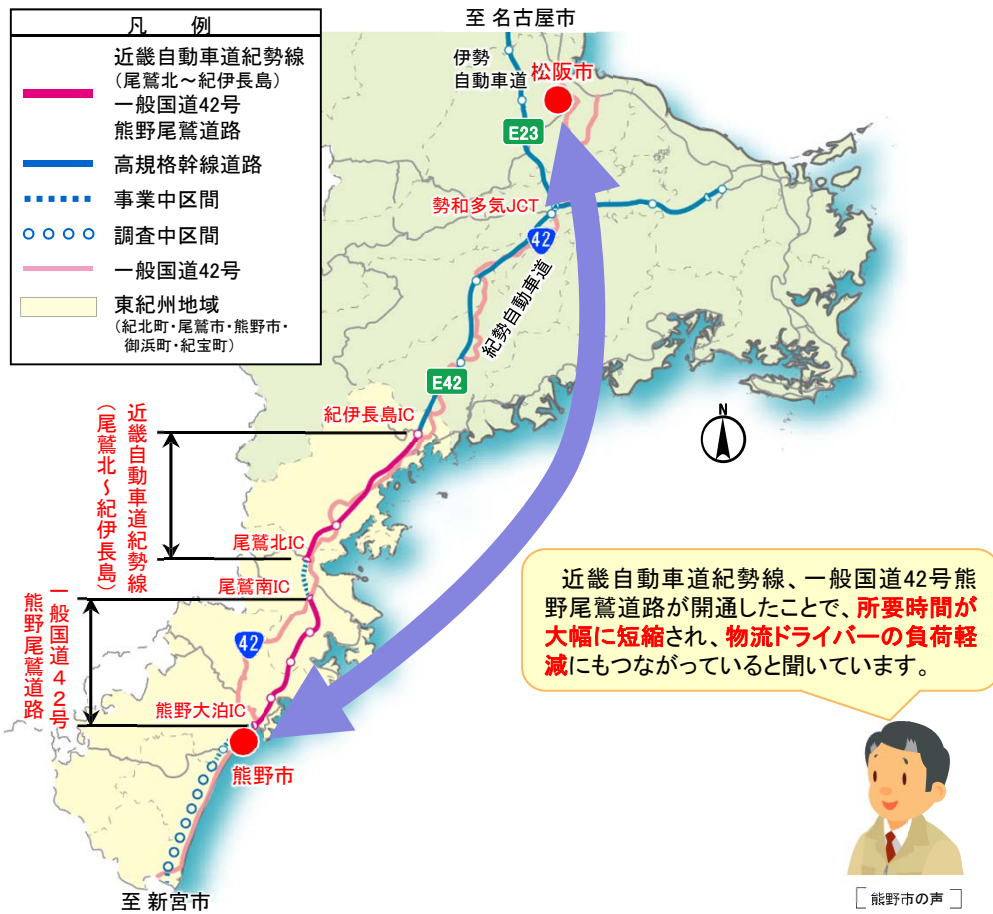 凡 例
近畿自動車道紀勢線
(尾鷲北～紀伊長島)
一般国道42号
熊野尾鷲道路
高規格幹線道路
事業中区間
調査中区間
一般国道42号
東紀州地域
(紀北町・尾鷲市・熊野市・
御浜町・紀宝町)
至 名古屋市
伊勢
自動車道
松阪市
E23
勢和多気JCT
42
紀勢自動車道
E42
紀伊長島IC
N
近畿自動車道紀勢線
(尾鷲北～紀伊長島)
尾鷲北IC
尾鷲南IC
一般国道42号
熊野尾鷲道路
42
熊野大泊IC
熊野市
至 新宮市
近畿自動車道紀勢線、一般国道42号熊
野尾鷲道路が開通したことで、所要時間が
大幅に短縮され、物流ドライバーの負荷軽
減にもつながっていると聞いています。
[熊野市の声]